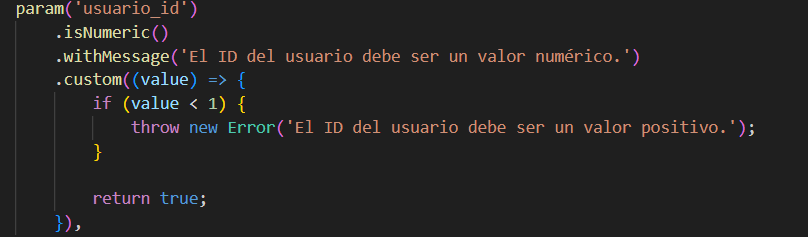 param('usuario_id')
    .isNumeric()
    .withMessage('El ID del usuario debe ser un valor numérico.')
    .custom((value) => {
        if (value < 1) {
            throw new Error('El ID del usuario debe ser un valor positivo.');
        }

        return true;
    }),